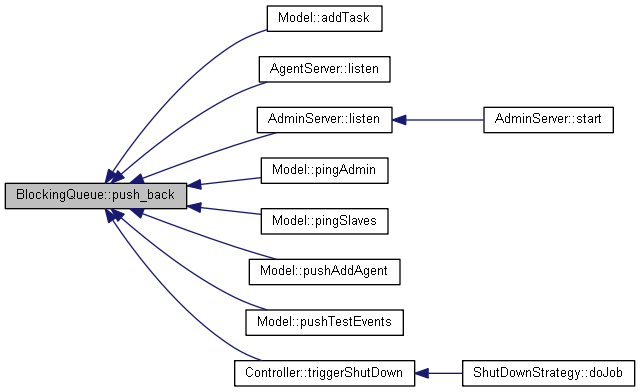 Model::addTask
AgentServer::listen
AdminServer::listen
AdminServer::start
Model::pingAdmin
BlockingQueue::push_back
Model::pingSlaves
Model::pushAddAgent
Model::pushTestEvents
Controller::triggerShutDown
ShutDownStrategy::doJob